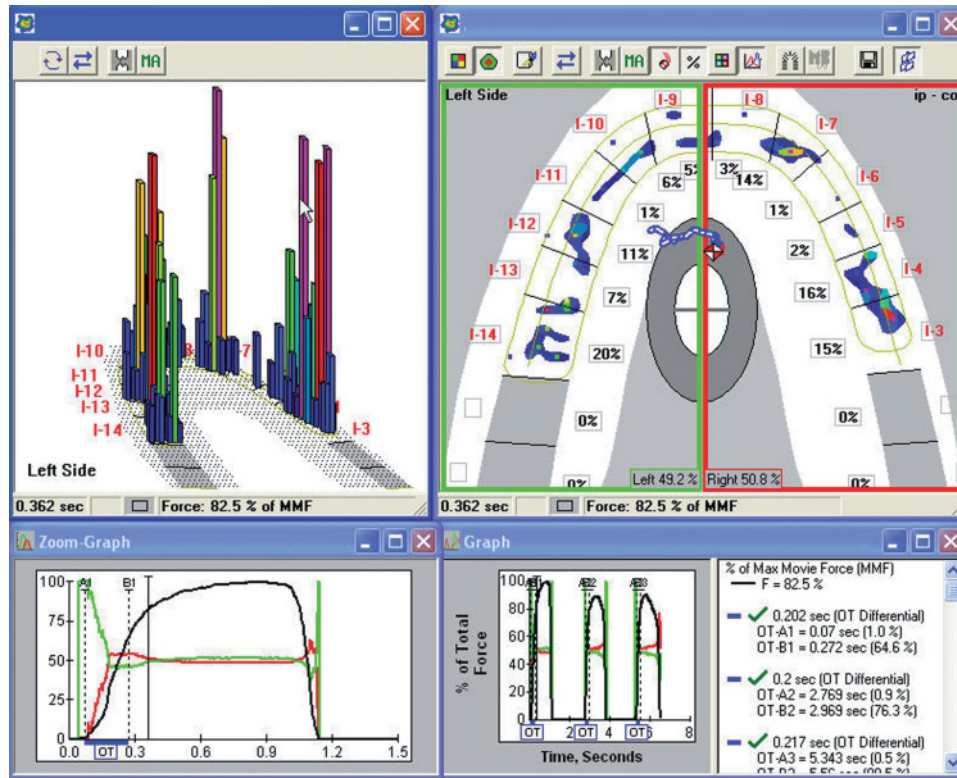 MA
I-10
I-7
I-11
I-12
I-13
I-14
I-3
Left Side
0.362 sec
Force: 82.5 % of MMF
MA
%
Left Side
ip - co
I-9
I-8
I-10
I-7
I-11
I-6
I-12
I-5
I-13
I-4
I-14
I-3
5%
3%
6%
14%
1%
1%
11%
2%
7%
16%
20%
15%
0%
0%
0%
0%
Left 49.2 %
Right 50.8 %
0.362 sec
Force: 82.5 % of MMF
Zoom-Graph
A1
B1
100
75
50
25
0
0.0
0.3
0.6
0.9
1.2
1.5
OT
Graph
% of Total
Force
100
80
60
40
20
0
OT
OT
OT
2
4
6
8
Time, Seconds
% of Max Movie Force (MMF)
F = 82.5 %
0.202 sec (OT Differential)
OT-A1 = 0.07 sec (1.0 %)
OT-B1 = 0.272 sec (64.6 %)
0.2 sec (OT Differential)
OT-A2 = 2.769 sec (0.9 %)
OT-B2 = 2.969 sec (76.3 %)
0.217 sec (OT Differential)
OT-A3 = 5.343 sec (0.5 %)